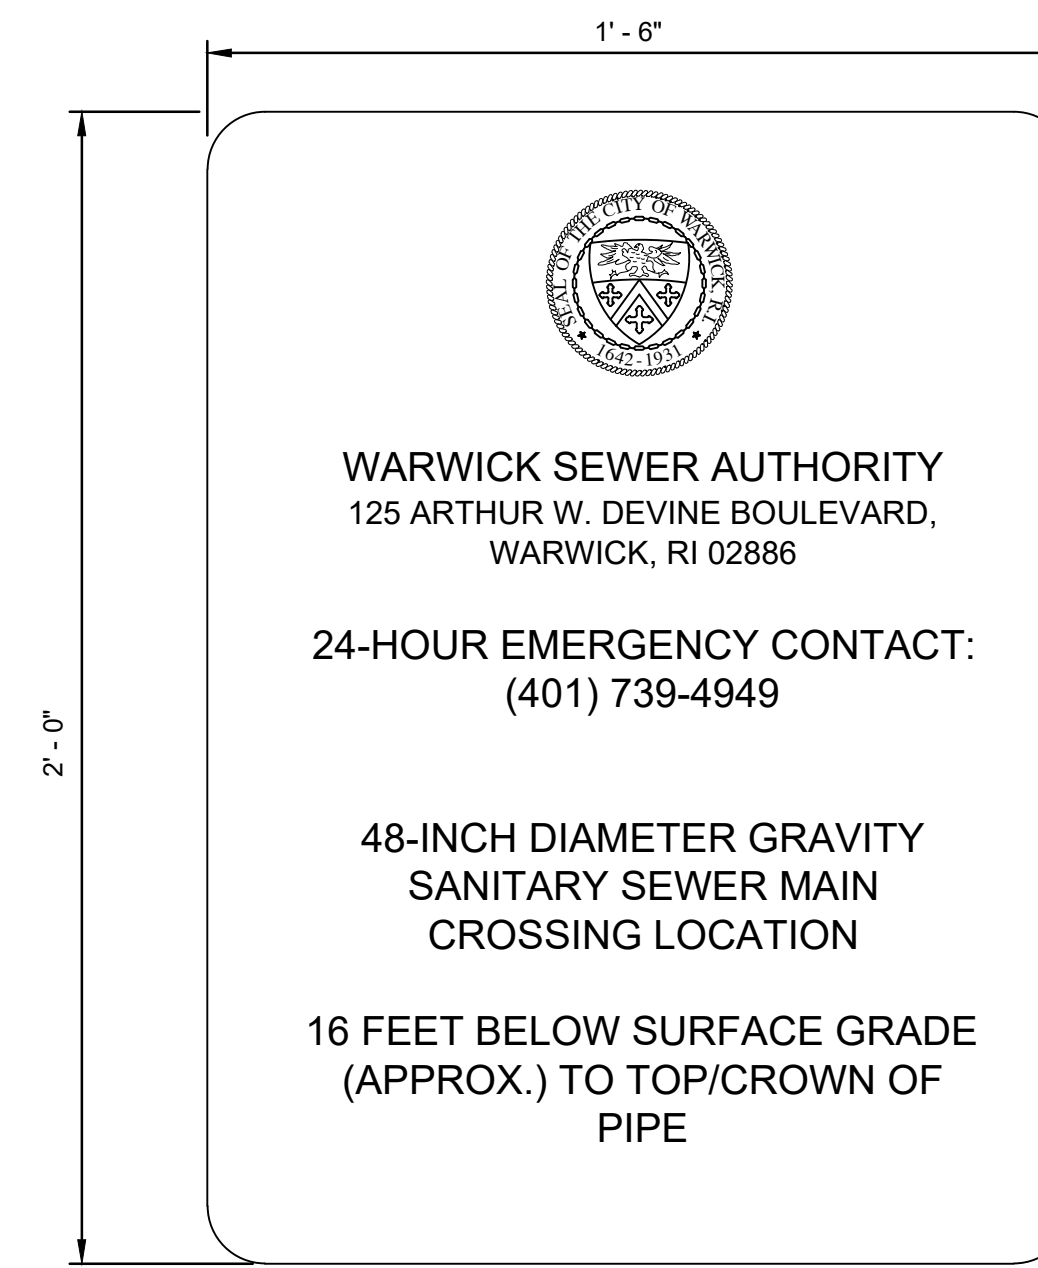 1' - 6"
SEAL OF THE CITY OF WARWICK, R.I.
1642-1931
WARWICK SEWER AUTHORITY
125 ARTHUR W. DEVINE BOULEVARD,
WARWICK, RI 02886
24-HOUR EMERGENCY CONTACT:
(401) 739-4949
2' - 0"
48-INCH DIAMETER GRAVITY
SANITARY SEWER MAIN
CROSSING LOCATION
16 FEET BELOW SURFACE GRADE
(APPROX.) TO TOP/CROWN OF
PIPE